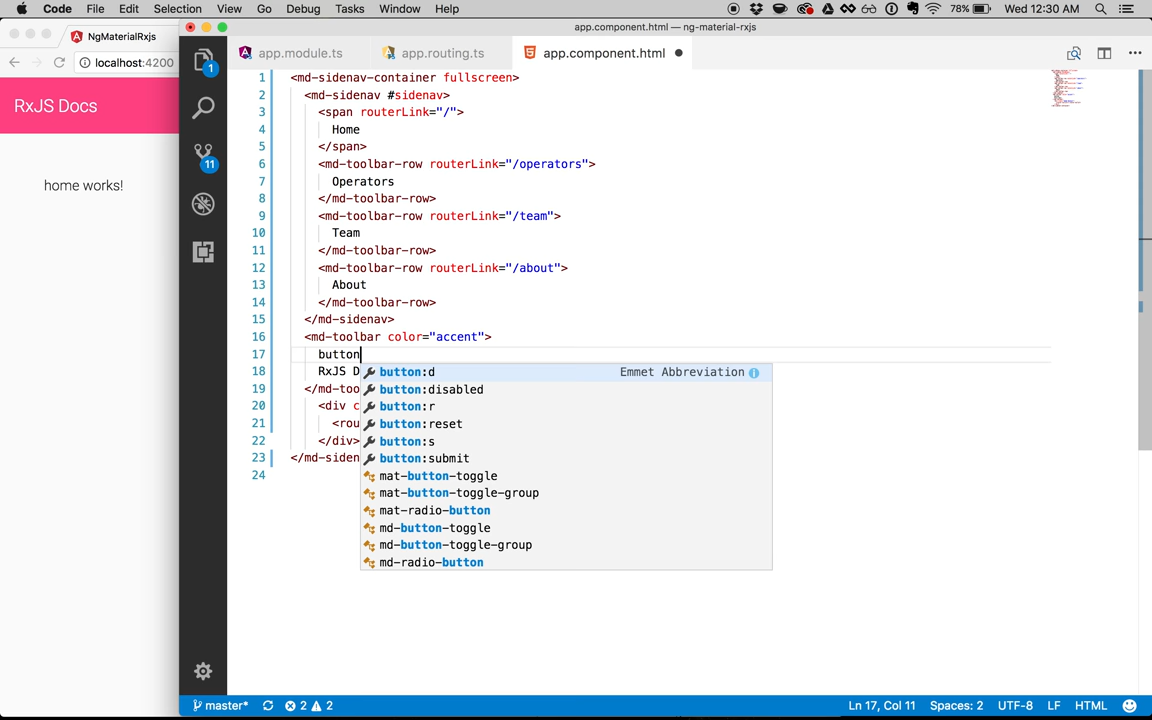 Code File Edit Selection View Go Debug Tasks Window Help 78% Wed 12:30 AM
app.component.html — ng-material-rxjs
NgMaterialRxjs
localhost:4200
RxJS Docs
home works!
1
11
app.module.ts app.routing.ts app.component.html
1 <md-sidenav-container fullscreen>
2 <md-sidenav #sidenav>
3 <span routerLink="/">
4 Home
5 </span>
6 <md-toolbar-row routerLink="/operators">
7 Operators
8 </md-toolbar-row>
9 <md-toolbar-row routerLink="/team">
10 Team
11 </md-toolbar-row>
12 <md-toolbar-row routerLink="/about">
13 About
14 </md-toolbar-row>
15 </md-sidenav>
16 <md-toolbar color="accent">
17 button
18 RxJS D
19 </md-too
20 <div c
21 <rou
22 </div>
23 </md-siden
24
button:d Emmet Abbreviation
button:disabled
button:r
button:reset
button:s
button:submit
mat-button-toggle
mat-button-toggle-group
mat-radio-button
md-button-toggle
md-button-toggle-group
md-radio-button
master* 2 2 Ln 17, Col 11 Spaces: 2 UTF-8 LF HTML